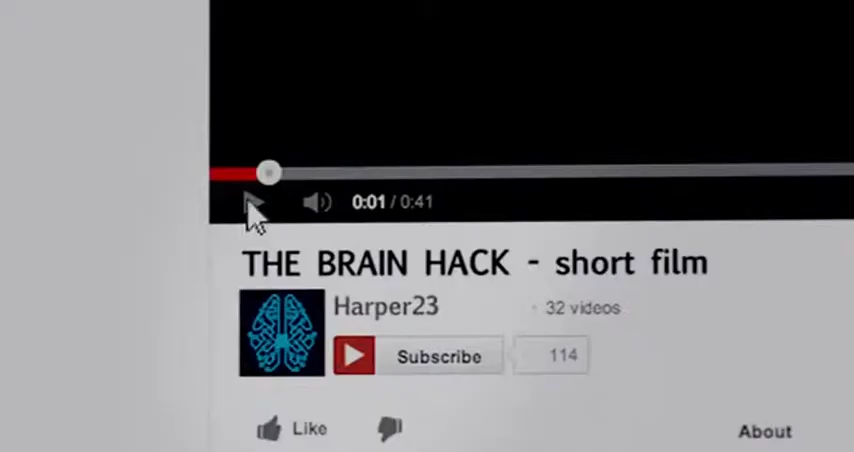 0:01 / 0:41
THE BRAIN HACK - short film
Harper23
32 videos
Subscribe
114
Like
About